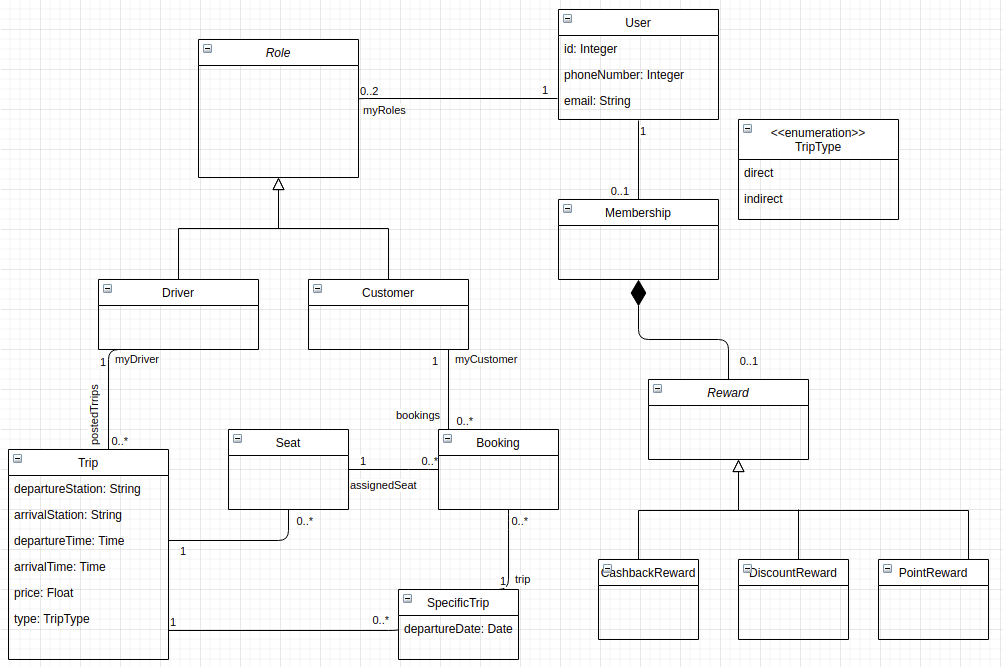 User
id: Integer
phoneNumber: Integer
email: String
Role
0..2
1
myRoles
<<enumeration>>
TripType
direct
indirect
1
0..1
Membership
Driver
Customer
1
myDriver
1
myCustomer
0..1
Reward
postedTrrips
0..*
bookings
0..*
Trip
departureStation: String
arrivalStation: String
departureTime: Time
arrivalTime: Time
price: Float
type: TripType
Seat
Booking
1
0..*
assignedSeat
0..*
1
0..*
1
trip
CashbackReward
DiscountReward
PointReward
SpecificTrip
departureDate: Date
1
0..*